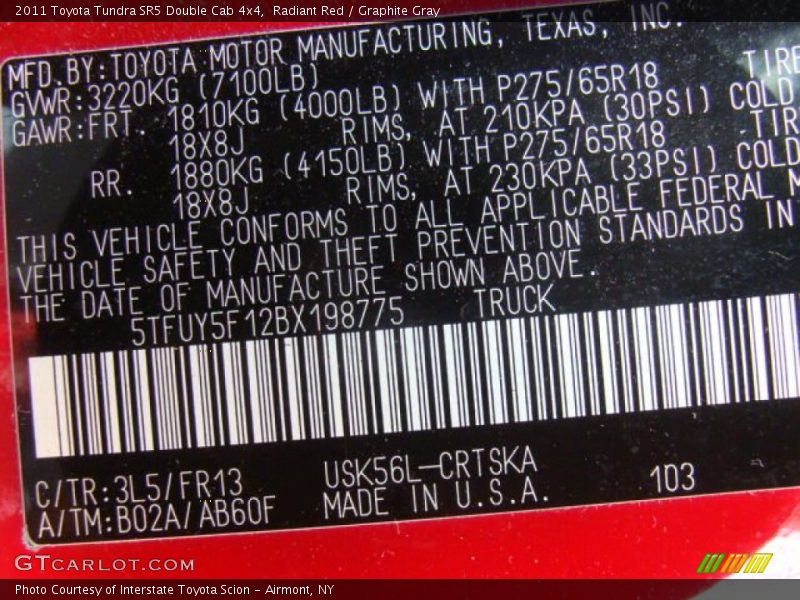 2011 Toyota Tundra SR5 Double Cab 4x4, Radiant Red / Graphite Gray
MFD.BY:TOYOTA MOTOR MANUFACTURING, TEXAS, INC.
GVWR:3220KG (7100LB)
GAWR:FRT. 1810KG (4000LB) WITH P275/65R18 TIRE
18X8J RIMS, AT 210KPA (30PSI) COLD
RR. 1880KG (4150LB) WITH P275/65R18 TIR
18X8J RIMS, AT 230KPA (33PSI) COLD
THIS VEHICLE CONFORMS TO ALL APPLICABLE FEDERAL M
VEHICLE SAFETY AND THEFT PREVENTION STANDARDS IN
THE DATE OF MANUFACTURE SHOWN ABOVE.
5TFUY5F12BX198775 TRUCK
C/TR:3L5/FR13 USK56L-CRTSKA 103
A/TM:B02A/AB60F MADE IN U.S.A.
GTCARLOT.COM
Photo Courtesy of Interstate Toyota Scion - Airmont, NY